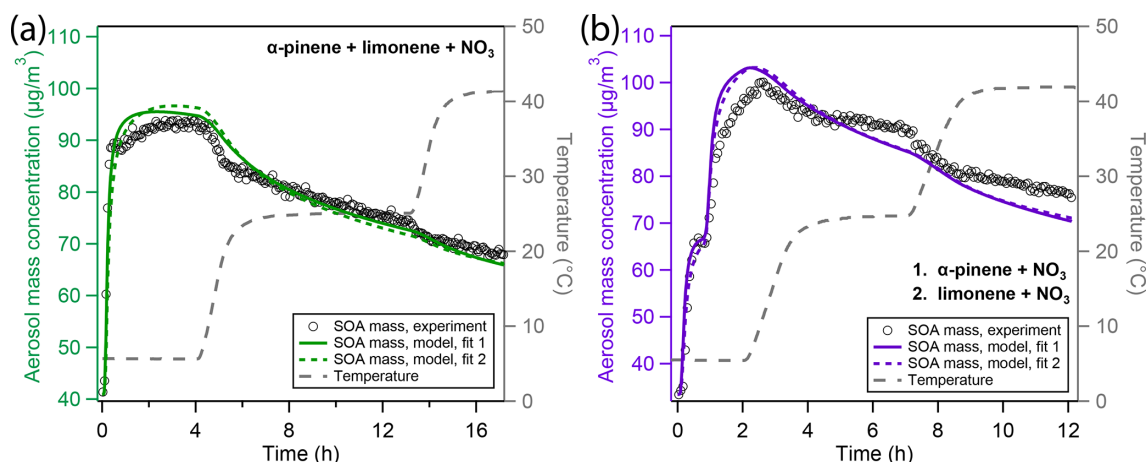 (a)
α-pinene + limonene + NO₃
Aerosol mass concentration (µg/m³)
110
100
90
80
70
60
50
40
50
40
30
20
10
0
Temperature (°C)
SOA mass, experiment
SOA mass, model, fit 1
SOA mass, model, fit 2
Temperature
0
4
8
12
16
Time (h)
(b)
Aerosol mass concentration (µg/m³)
110
100
90
80
70
60
50
40
50
40
30
20
10
0
Temperature (°C)
1. α-pinene + NO₃
2. limonene + NO₃
SOA mass, experiment
SOA mass, model, fit 1
SOA mass, model, fit 2
Temperature
0
2
4
6
8
10
12
Time (h)